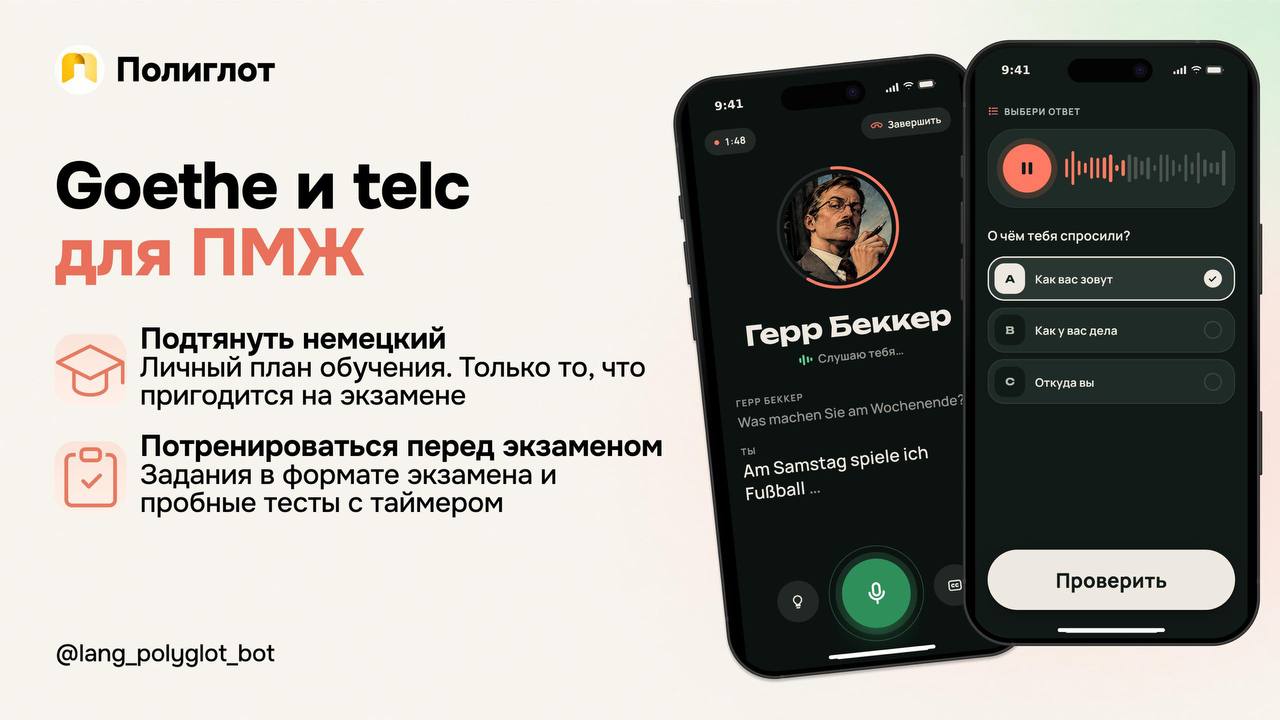 Полиглот
Goethe и telc
для ПМЖ
Подтянуть немецкий
Личный план обучения. Только то, что
пригодится на экзамене
Потренироваться перед экзаменом
Задания в формате экзамена и
пробные тесты с таймером
@lang_polyglot_bot
9:41
1:48
Завершить
Герр Беккер
Слушаю тебя...
ГЕРР БЕККЕР
Was machen Sie am Wochenende?
ТЫ
Am Samstag spiele ich
Fußball ...
CC
9:41
ВЫБЕРИ ОТВЕТ
О чём тебя спросили?
A Как вас зовут
B Как у вас дела
C Откуда вы
Проверить